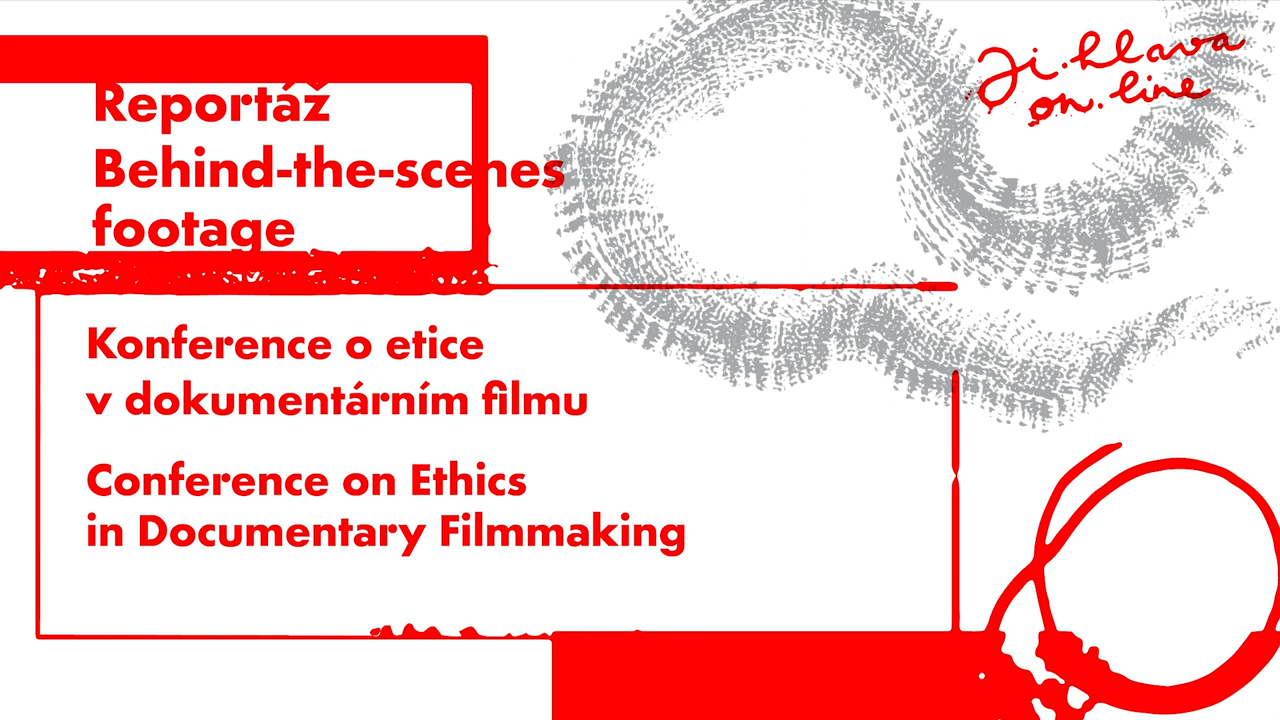 Ji.hlava
on.line
Reportáž
Behind-the-scenes
footage
Konference o etice
v dokumentárním filmu
Conference on Ethics
in Documentary Filmmaking